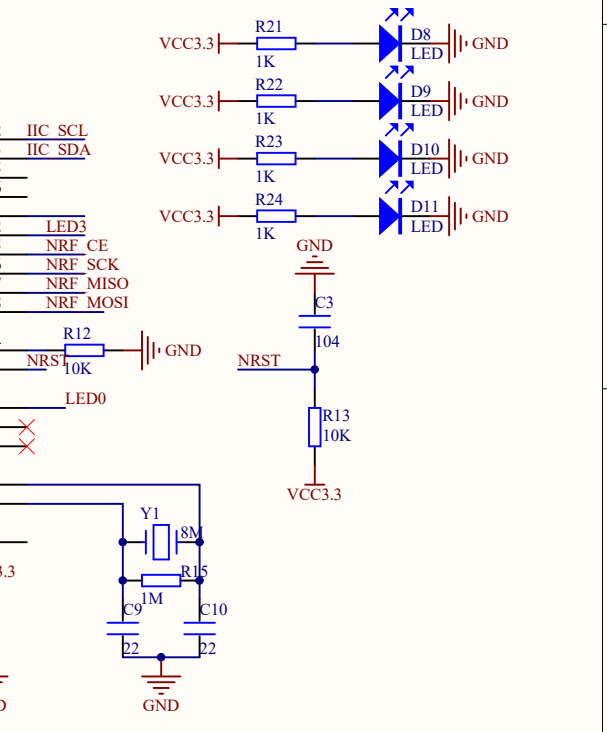 R21
VCC3.3
D8
GND
1K
LED
R22
VCC3.3
D9
GND
1K
LED
IIC_SCL
IIC_SDA
R23
VCC3.3
D10
GND
1K
LED
R24
VCC3.3
D11
GND
1K
LED
LED3
NRF_CE
NRF_SCK
NRF_MISO
NRF_MOSI
GND
C3
104
R12
GND
NRST
10K
NRST
LED0
R13
10K
VCC3.3
Y1
8M
R15
1M
C9
C10
22
22
GND